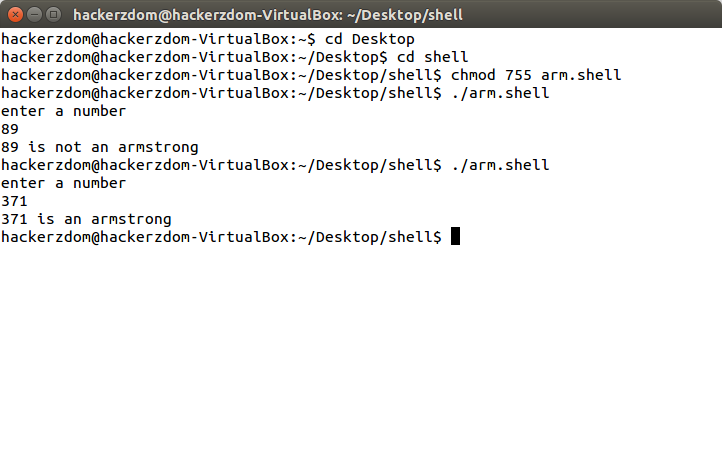 hackerzdom@hackerzdom-VirtualBox: ~/Desktop/shell
hackerzdom@hackerzdom-VirtualBox:~$ cd Desktop
hackerzdom@hackerzdom-VirtualBox:~/Desktop$ cd shell
hackerzdom@hackerzdom-VirtualBox:~/Desktop/shell$ chmod 755 arm.shell
hackerzdom@hackerzdom-VirtualBox:~/Desktop/shell$ ./arm.shell
enter a number
89
89 is not an armstrong
hackerzdom@hackerzdom-VirtualBox:~/Desktop/shell$ ./arm.shell
enter a number
371
371 is an armstrong
hackerzdom@hackerzdom-VirtualBox:~/Desktop/shell$